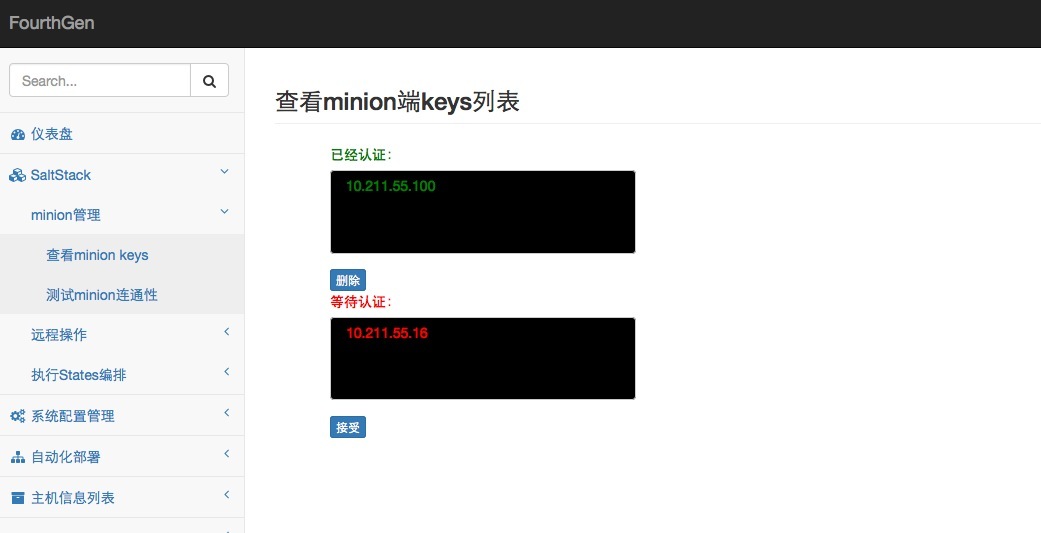 FourthGen
Search...
仪表盘
SaltStack
minion管理
查看minion keys
测试minion连通性
远程操作
执行States编排
系统配置管理
自动化部署
主机信息列表
查看minion端keys列表
已经认证：
10.211.55.100
删除
等待认证：
10.211.55.16
接受